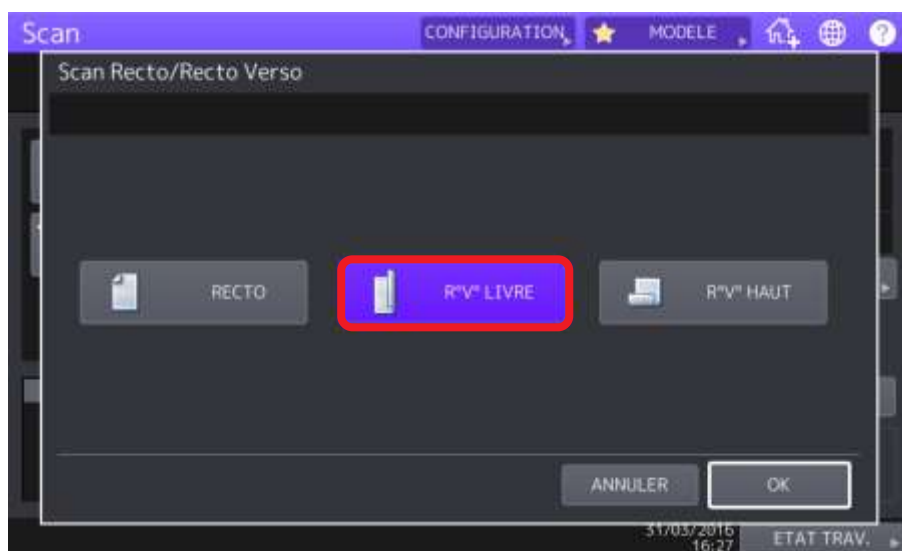 Scan CONFIGURATION MODELE ?
Scan Recto/Recto Verso
RECTO R°V° LIVRE R°V° HAUT
ANNULER OK
31/03/2016
16:27 ETAT TRAV.